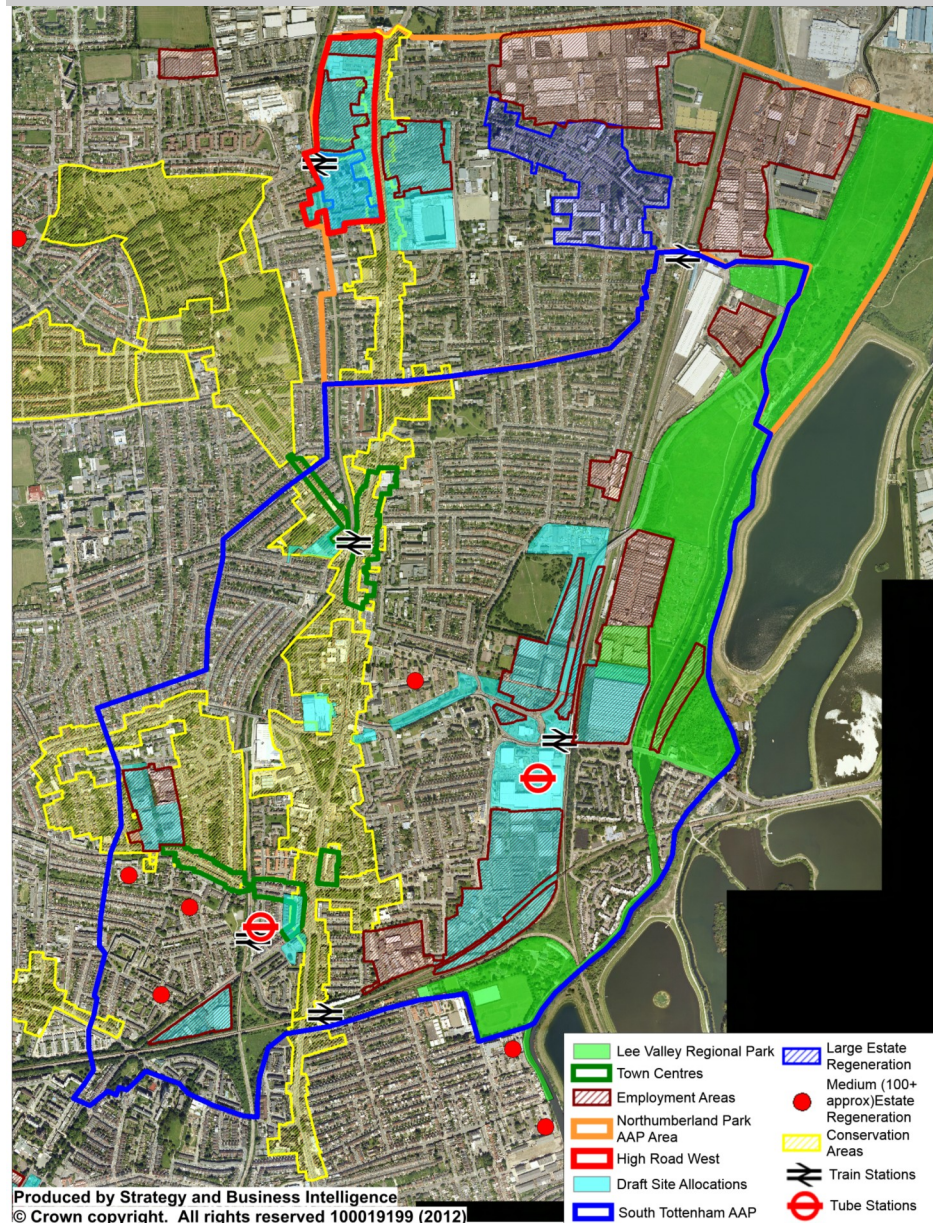 Lee Valley Regional Park
Town Centres
Employment Areas
Northumberland Park
AAP Area
High Road West
Draft Site Allocations
South Tottenham AAP
Large Estate
Regeneration
Medium (100+
approx)Estate
Regeneration
Conservation
Areas
Train Stations
Tube Stations
Produced by Strategy and Business Intelligence
© Crown copyright. All rights reserved 100019199 (2012)